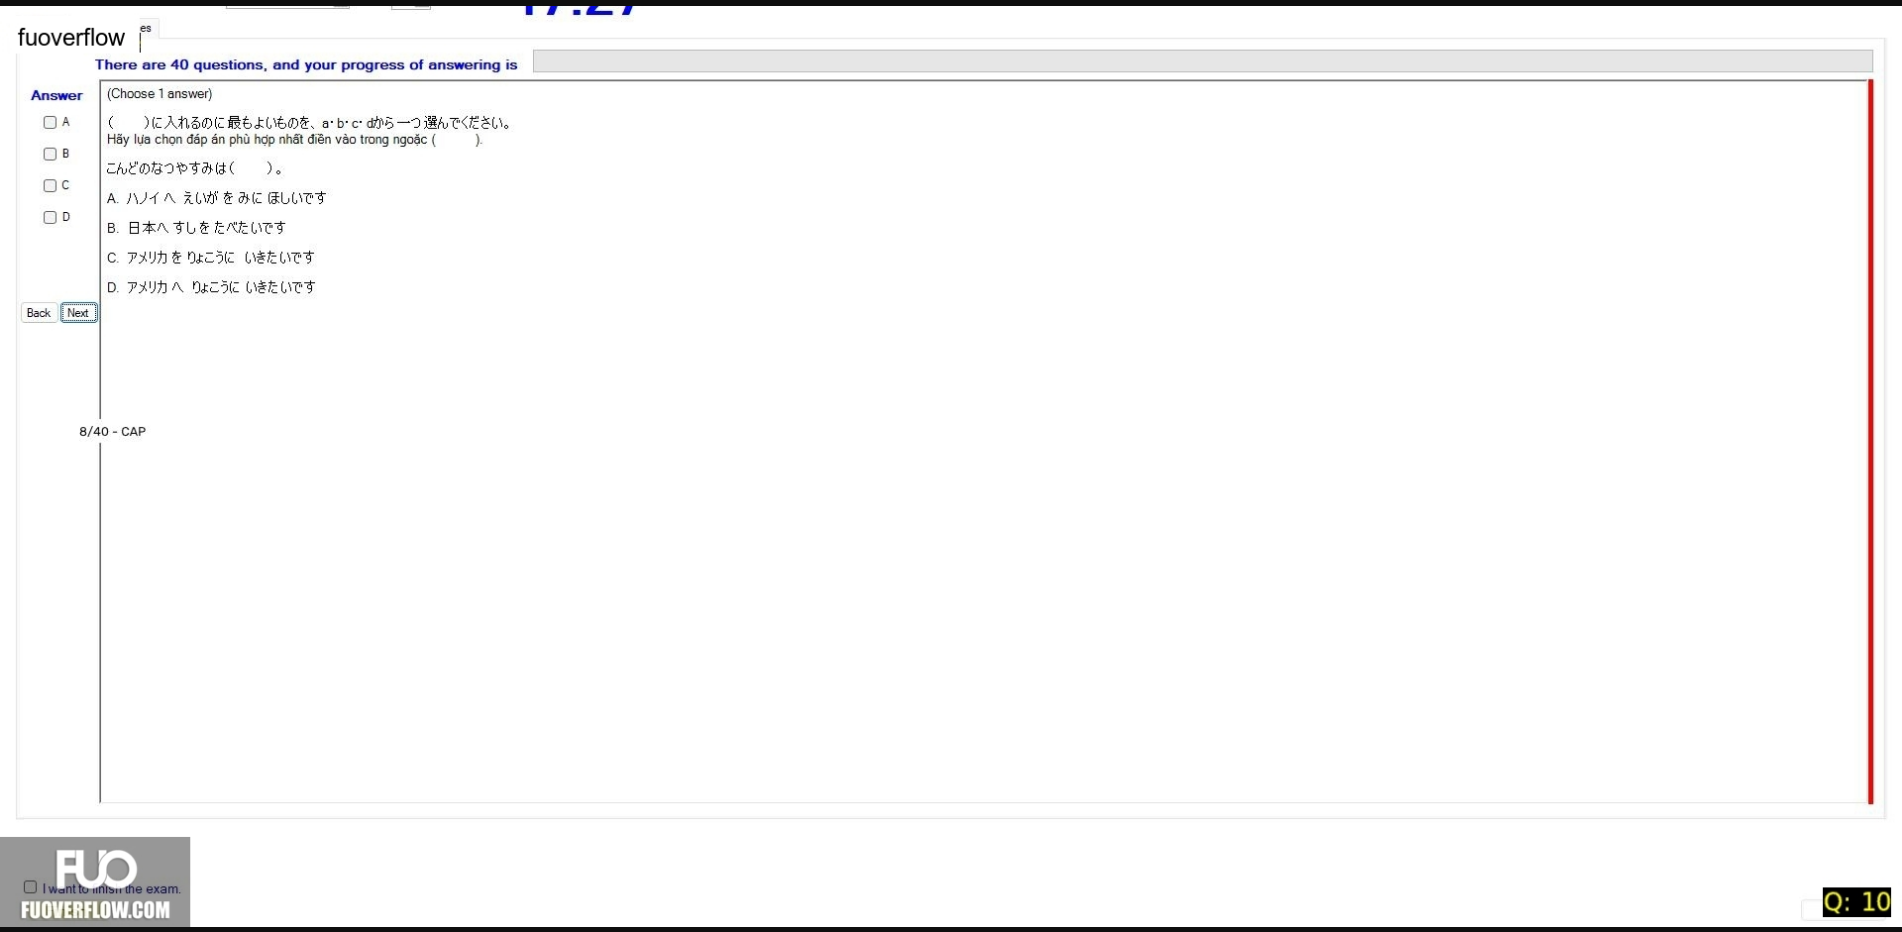 17:27
fuoverflow
es
There are 40 questions, and your progress of answering is
Answer
(Choose 1 answer)
A
(　　)に入れるのに最もよいものを、a・b・c・dから一つ選んでください。
Hãy lựa chọn đáp án phù hợp nhất điền vào trong ngoặc (　　).
B
こんどのなつやすみは(　　)。
C
A. ハノイへ えいが を みに ほしいです
D
B. 日本へ すしを たべたいです
C. アメリカ を りょこうに いきたいです
D. アメリカ へ りょこうに いきたいです
Back Next
8/40 - CAP
FUO
I want to finish the exam.
FUOVERFLOW.COM
Q: 10